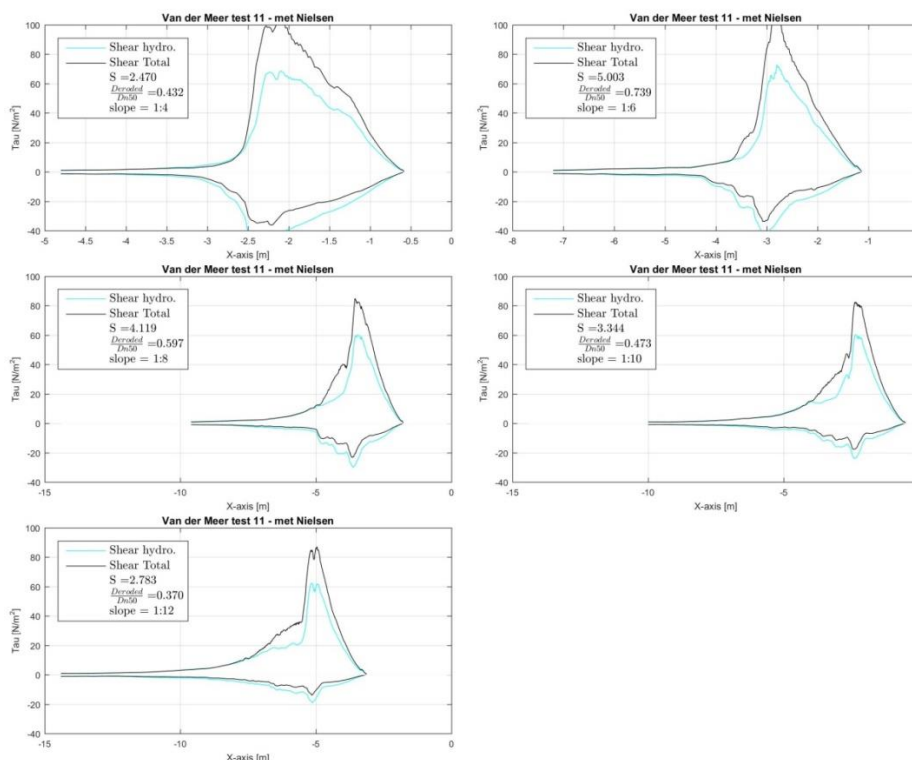 Van der Meer test 11 - met Nielsen
100
80
60
40
20
0
-20
-40
Tau [N/m²]
Shear hydro.
Shear Total
S =2.470
Deroded/Dn50 =0.432
slope = 1:4
-5 -4.5 -4 -3.5 -3 -2.5 -2 -1.5 -1 -0.5 0
X-axis [m]
Van der Meer test 11 - met Nielsen
100
80
60
40
20
0
-20
-40
Tau [N/m²]
Shear hydro.
Shear Total
S =5.003
Deroded/Dn50 =0.739
slope = 1:6
-8 -7 -6 -5 -4 -3 -2 -1 0
X-axis [m]
Van der Meer test 11 - met Nielsen
100
80
60
40
20
0
-20
-40
Tau [N/m²]
Shear hydro.
Shear Total
S =4.119
Deroded/Dn50 =0.597
slope = 1:8
-15 -10 -5 0
X-axis [m]
Van der Meer test 11 - met Nielsen
100
80
60
40
20
0
-20
-40
Tau [N/m²]
Shear hydro.
Shear Total
S =3.344
Deroded/Dn50 =0.473
slope = 1:10
-15 -10 -5
X-axis [m]
Van der Meer test 11 - met Nielsen
100
80
60
40
20
0
-20
-40
Tau [N/m²]
Shear hydro.
Shear Total
S =2.783
Deroded/Dn50 =0.370
slope = 1:12
-15 -10 -5 0
X-axis [m]